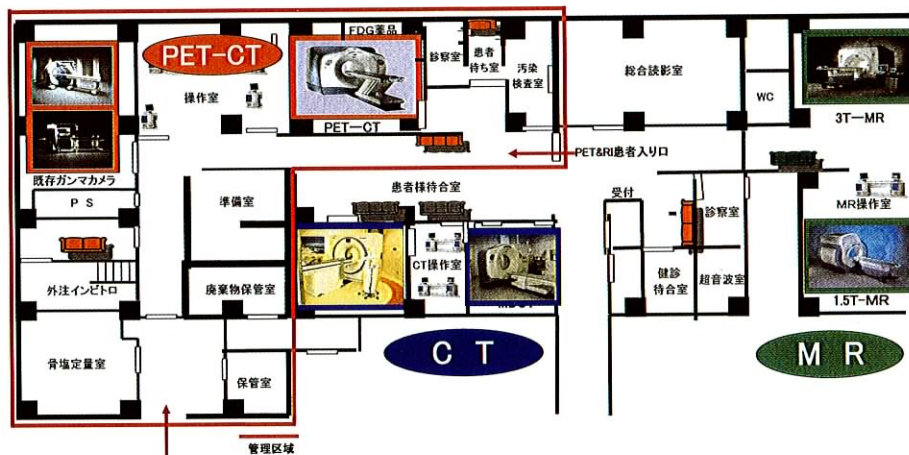 PET-CT
FDG薬品
診察室
患者
待ち室
汚染
検査室
総合読影室
WC
操作室
PET-CT
3T-MR
既存ガンマカメラ
PET&RI患者入り口
P S
準備室
患者様待合室
受付
診察室
MR操作室
CT操作室
外注インビトロ
廃棄物保管室
健診
待合室
超音波室
1.5T-MR
骨塩定量室
保管室
C T
M R
管理区域